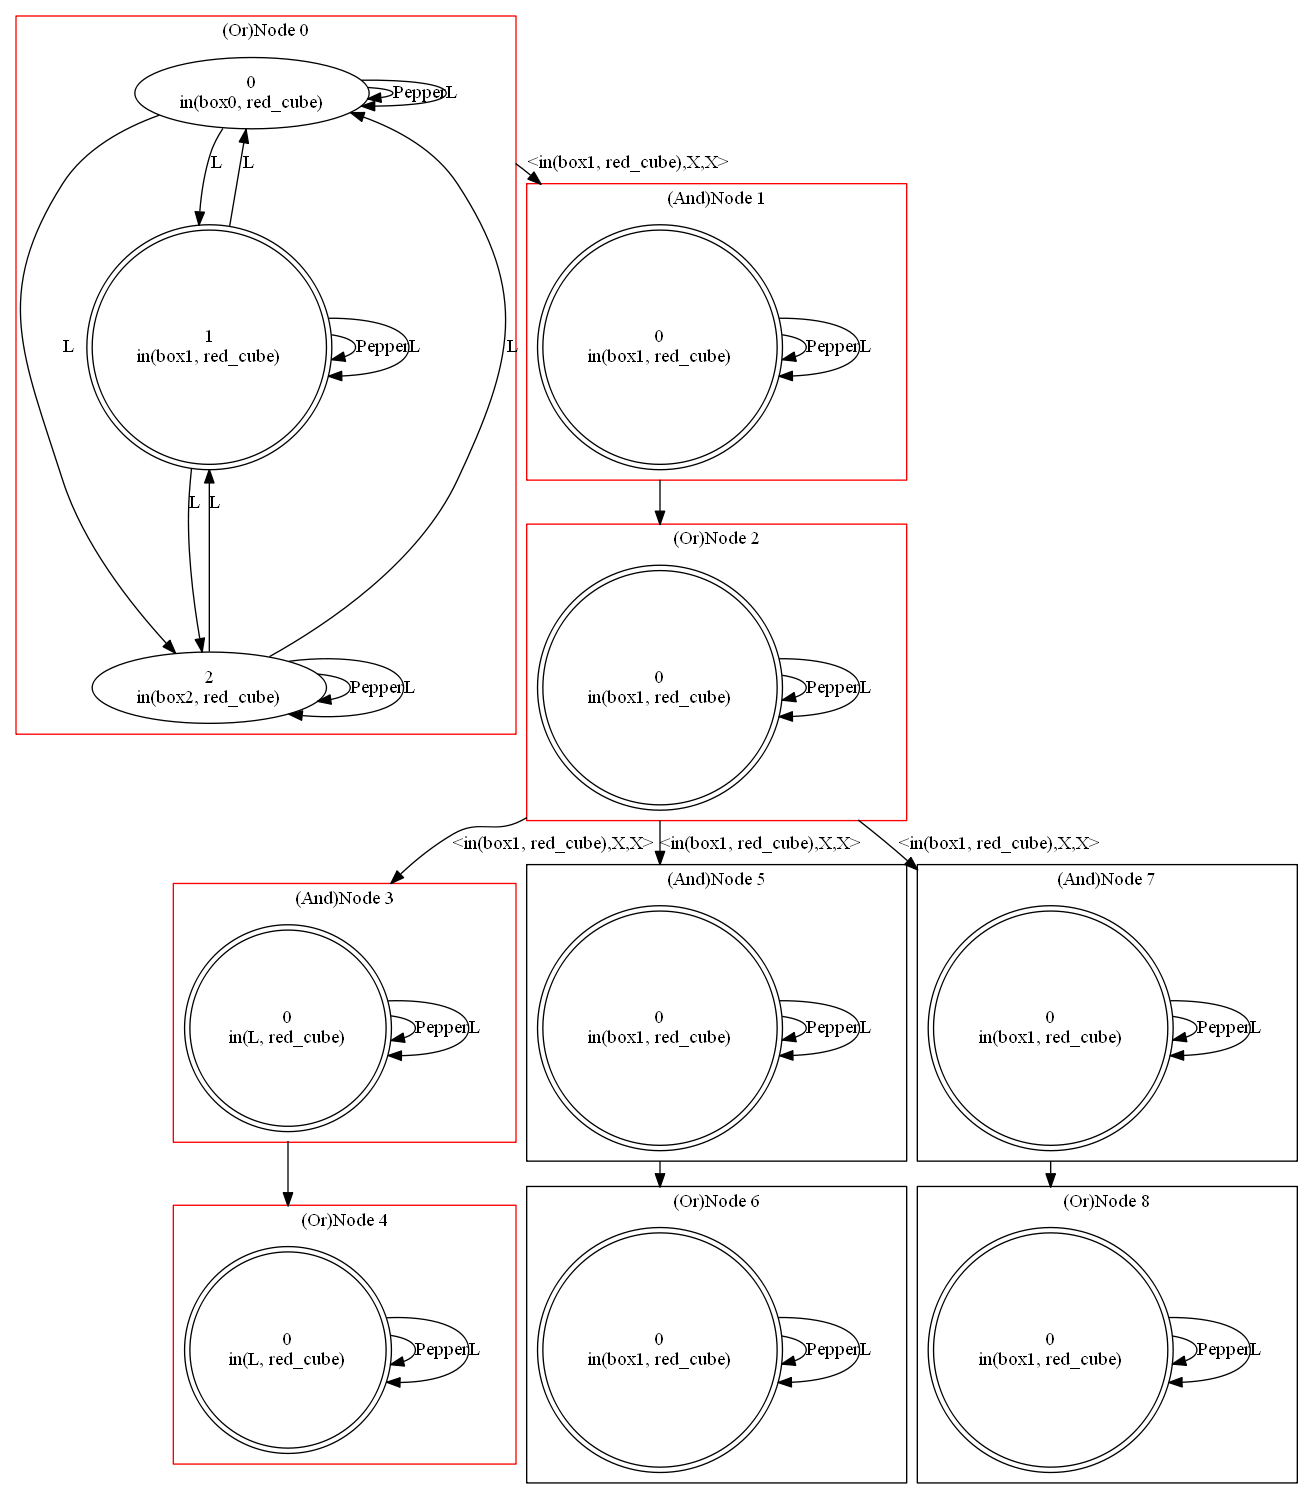 (Or)Node 0
0
in(box0, red_cube)
Pepper
L
L
L
L
1
in(box1, red_cube)
Pepper
L
L
L
L
2
in(box2, red_cube)
Pepper
L
<in(box1, red_cube),X,X>
(And)Node 1
0
in(box1, red_cube)
Pepper
L
(Or)Node 2
0
in(box1, red_cube)
Pepper
L
<in(box1, red_cube),X,X>
<in(box1, red_cube),X,X>
<in(box1, red_cube),X,X>
(And)Node 3
0
in(L, red_cube)
Pepper
L
(And)Node 5
0
in(box1, red_cube)
Pepper
L
(And)Node 7
0
in(box1, red_cube)
Pepper
L
(Or)Node 4
0
in(L, red_cube)
Pepper
L
(Or)Node 6
0
in(box1, red_cube)
Pepper
L
(Or)Node 8
0
in(box1, red_cube)
Pepper
L